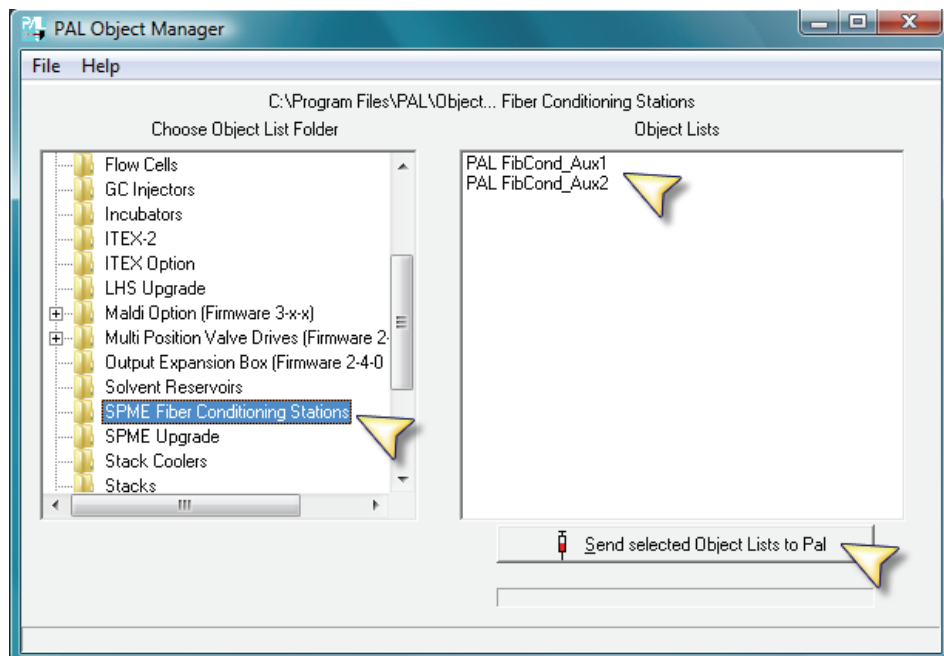 PAL Object Manager
File Help
C:\Program Files\PAL\Object... Fiber Conditioning Stations
Choose Object List Folder
Object Lists
Flow Cells
GC Injectors
Incubators
ITEX-2
ITEX Option
LHS Upgrade
Maldi Option (Firmware 3-x-x)
Multi Position Valve Drives (Firmware 2-
Output Expansion Box (Firmware 2-4-0
Solvent Reservoirs
SPME Fiber Conditioning Stations
SPME Upgrade
Stack Coolers
Stacks
PAL FibCond_Aux1
PAL FibCond_Aux2
Send selected Object Lists to Pal